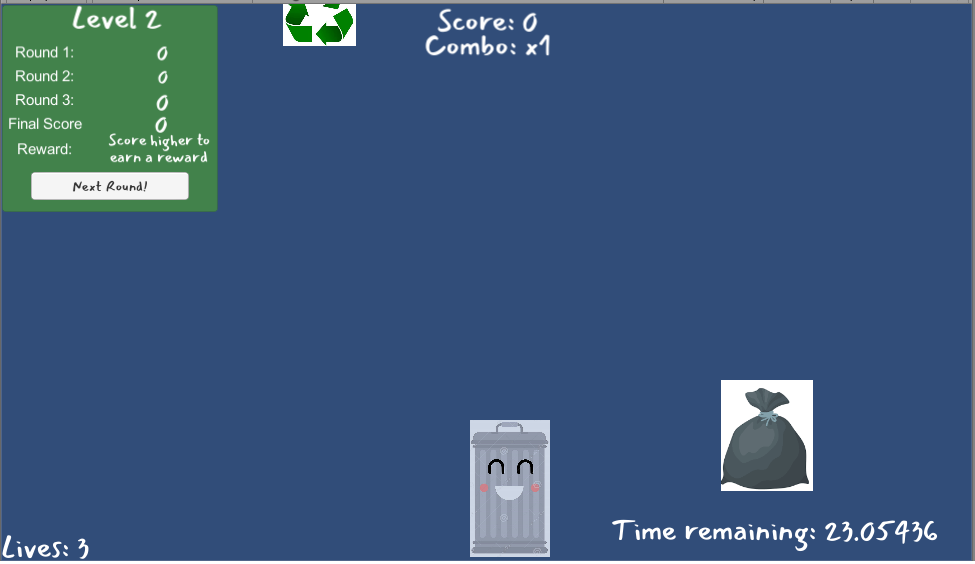 Level 2
Round 1: 0
Round 2: 0
Round 3: 0
Final Score 0
Reward: Score higher to
earn a reward
Next Round!
Score: 0
Combo: x1
Time remaining: 23.05436
Lives: 3